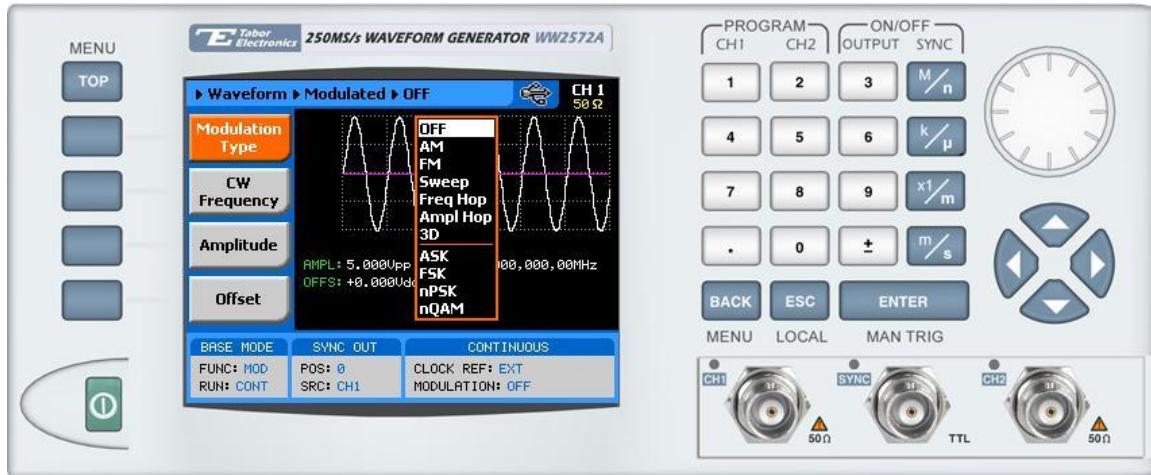 MENU
TOP
Tabor
Electronics
250MS/s WAVEFORM GENERATOR WW2572A
Waveform Modulated OFF
CH 1
50 Ω
Modulation
Type
CW
Frequency
Amplitude
Offset
OFF
AM
FM
Sweep
Freq Hop
Ampl Hop
3D
ASK
FSK
nPSK
nQAM
AMPL: 5.000Vpp
00,000,00MHz
OFFS: +0.000Vdc
BASE MODE
FUNC: MOD
RUN: CONT
SYNC OUT
POS: 0
SRC: CH1
CONTINUOUS
CLOCK REF: EXT
MODULATION: OFF
PROGRAM
CH1 CH2
ON/OFF
OUTPUT SYNC
1 2 3 M/n
4 5 6 k/µ
7 8 9 x1/m
. 0 ± m/s
BACK ESC ENTER
MENU LOCAL MAN TRIG
CH1 SYNC CH2
50Ω TTL 50Ω